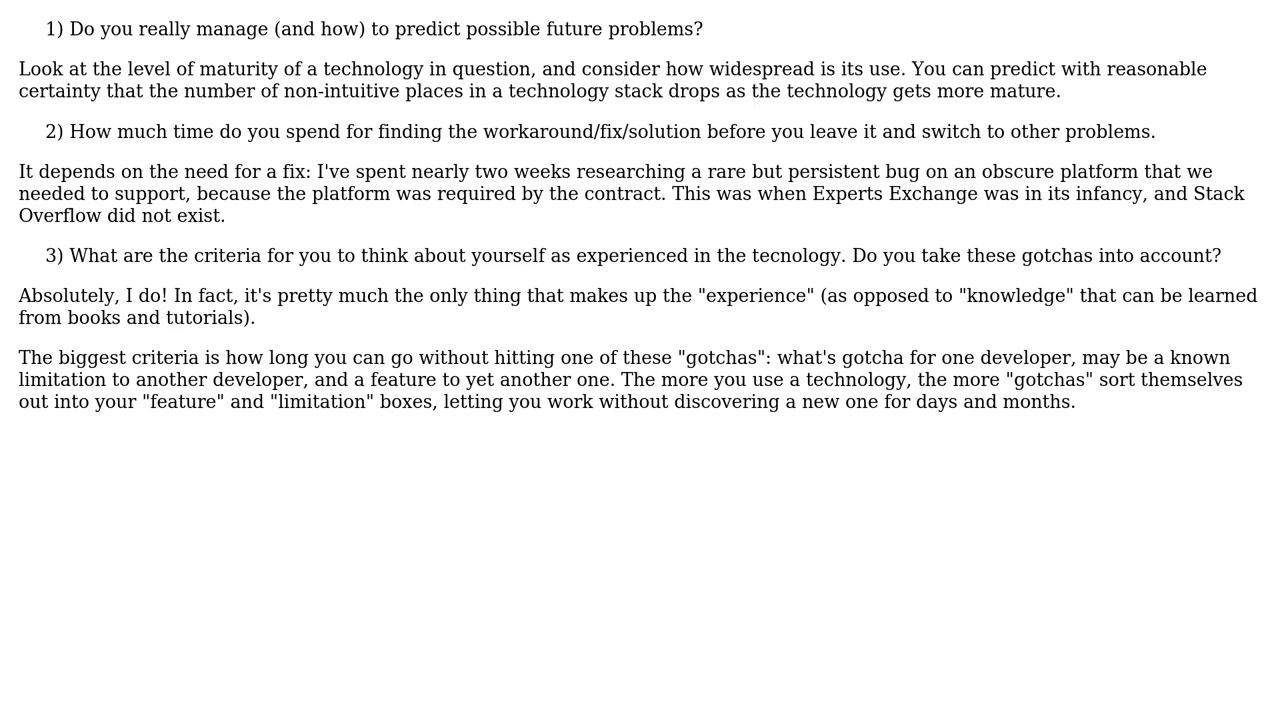 1) Do you really manage (and how) to predict possible future problems?
Look at the level of maturity of a technology in question, and consider how widespread is its use. You can predict with reasonable
certainty that the number of non-intuitive places in a technology stack drops as the technology gets more mature.
2) How much time do you spend for finding the workaround/fix/solution before you leave it and switch to other problems.
It depends on the need for a fix: I've spent nearly two weeks researching a rare but persistent bug on an obscure platform that we
needed to support, because the platform was required by the contract. This was when Experts Exchange was in its infancy, and Stack
Overflow did not exist.
3) What are the criteria for you to think about yourself as experienced in the tecnology. Do you take these gotchas into account?
Absolutely, I do! In fact, it's pretty much the only thing that makes up the "experience" (as opposed to "knowledge" that can be learned
from books and tutorials).
The biggest criteria is how long you can go without hitting one of these "gotchas": what's gotcha for one developer, may be a known
limitation to another developer, and a feature to yet another one. The more you use a technology, the more "gotchas" sort themselves
out into your "feature" and "limitation" boxes, letting you work without discovering a new one for days and months.